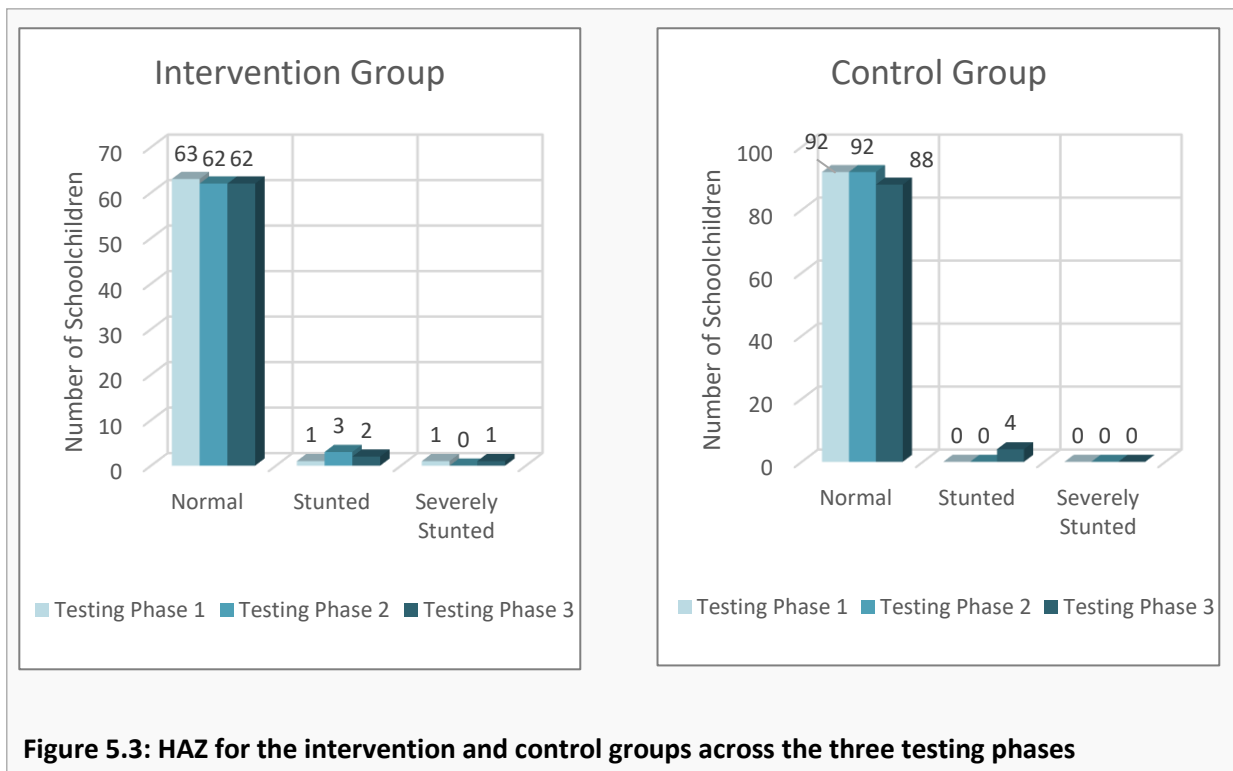 Intervention Group
Number of Schoolchildren
70
60
50
40
30
20
10
0
63
62
62
1
3
2
1
0
1
Normal
Stunted
Severely
Stunted
Testing Phase 1
Testing Phase 2
Testing Phase 3
Control Group
Number of Schoolchildren
100
80
60
40
20
0
92
92
88
0
0
4
0
0
0
Normal
Stunted
Severely
Stunted
Testing Phase 1
Testing Phase 2
Testing Phase 3
Figure 5.3: HAZ for the intervention and control groups across the three testing phases